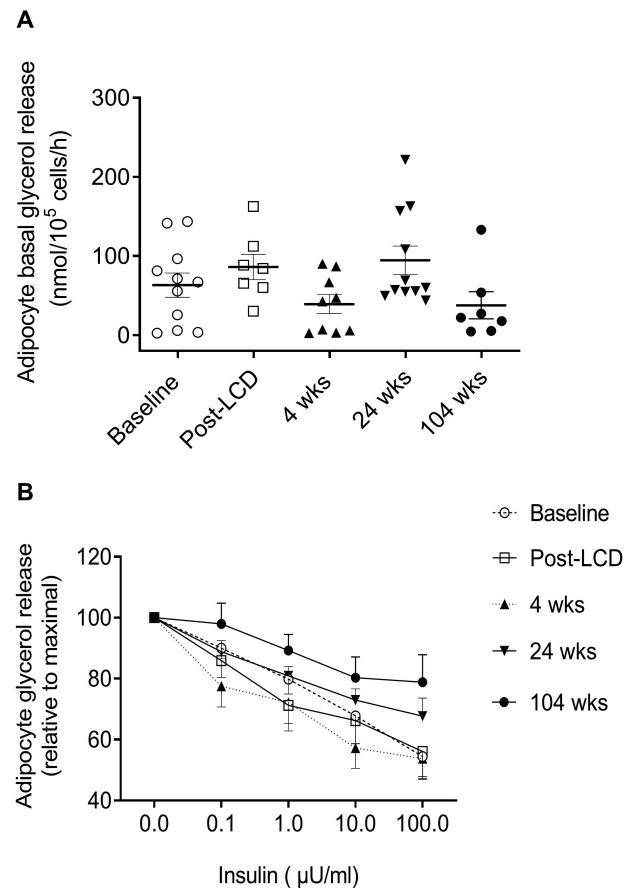 A
Adipocyte basal glycerol release
(nmol/10⁵ cells/h)
300
200
100
0
Baseline
Post-LCD
4 wks
24 wks
104 wks
B
Adipocyte glycerol release
(relative to maximal)
120
100
80
60
40
0.0 0.1 1.0 10.0 100.0
Insulin ( µU/ml)
Baseline
Post-LCD
4 wks
24 wks
104 wks